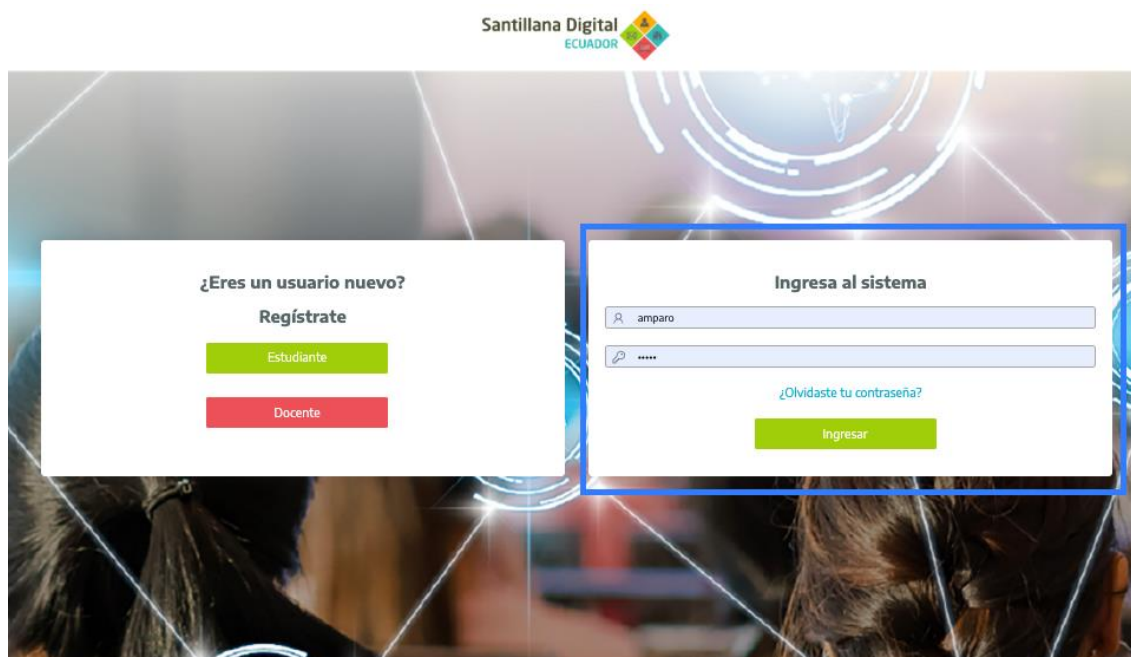 Santillana Digital
ECUADOR
¿Eres un usuario nuevo?
Regístrate
Estudiante
Docente
Ingresa al sistema
amparo
•••••
¿Olvidaste tu contraseña?
Ingresar